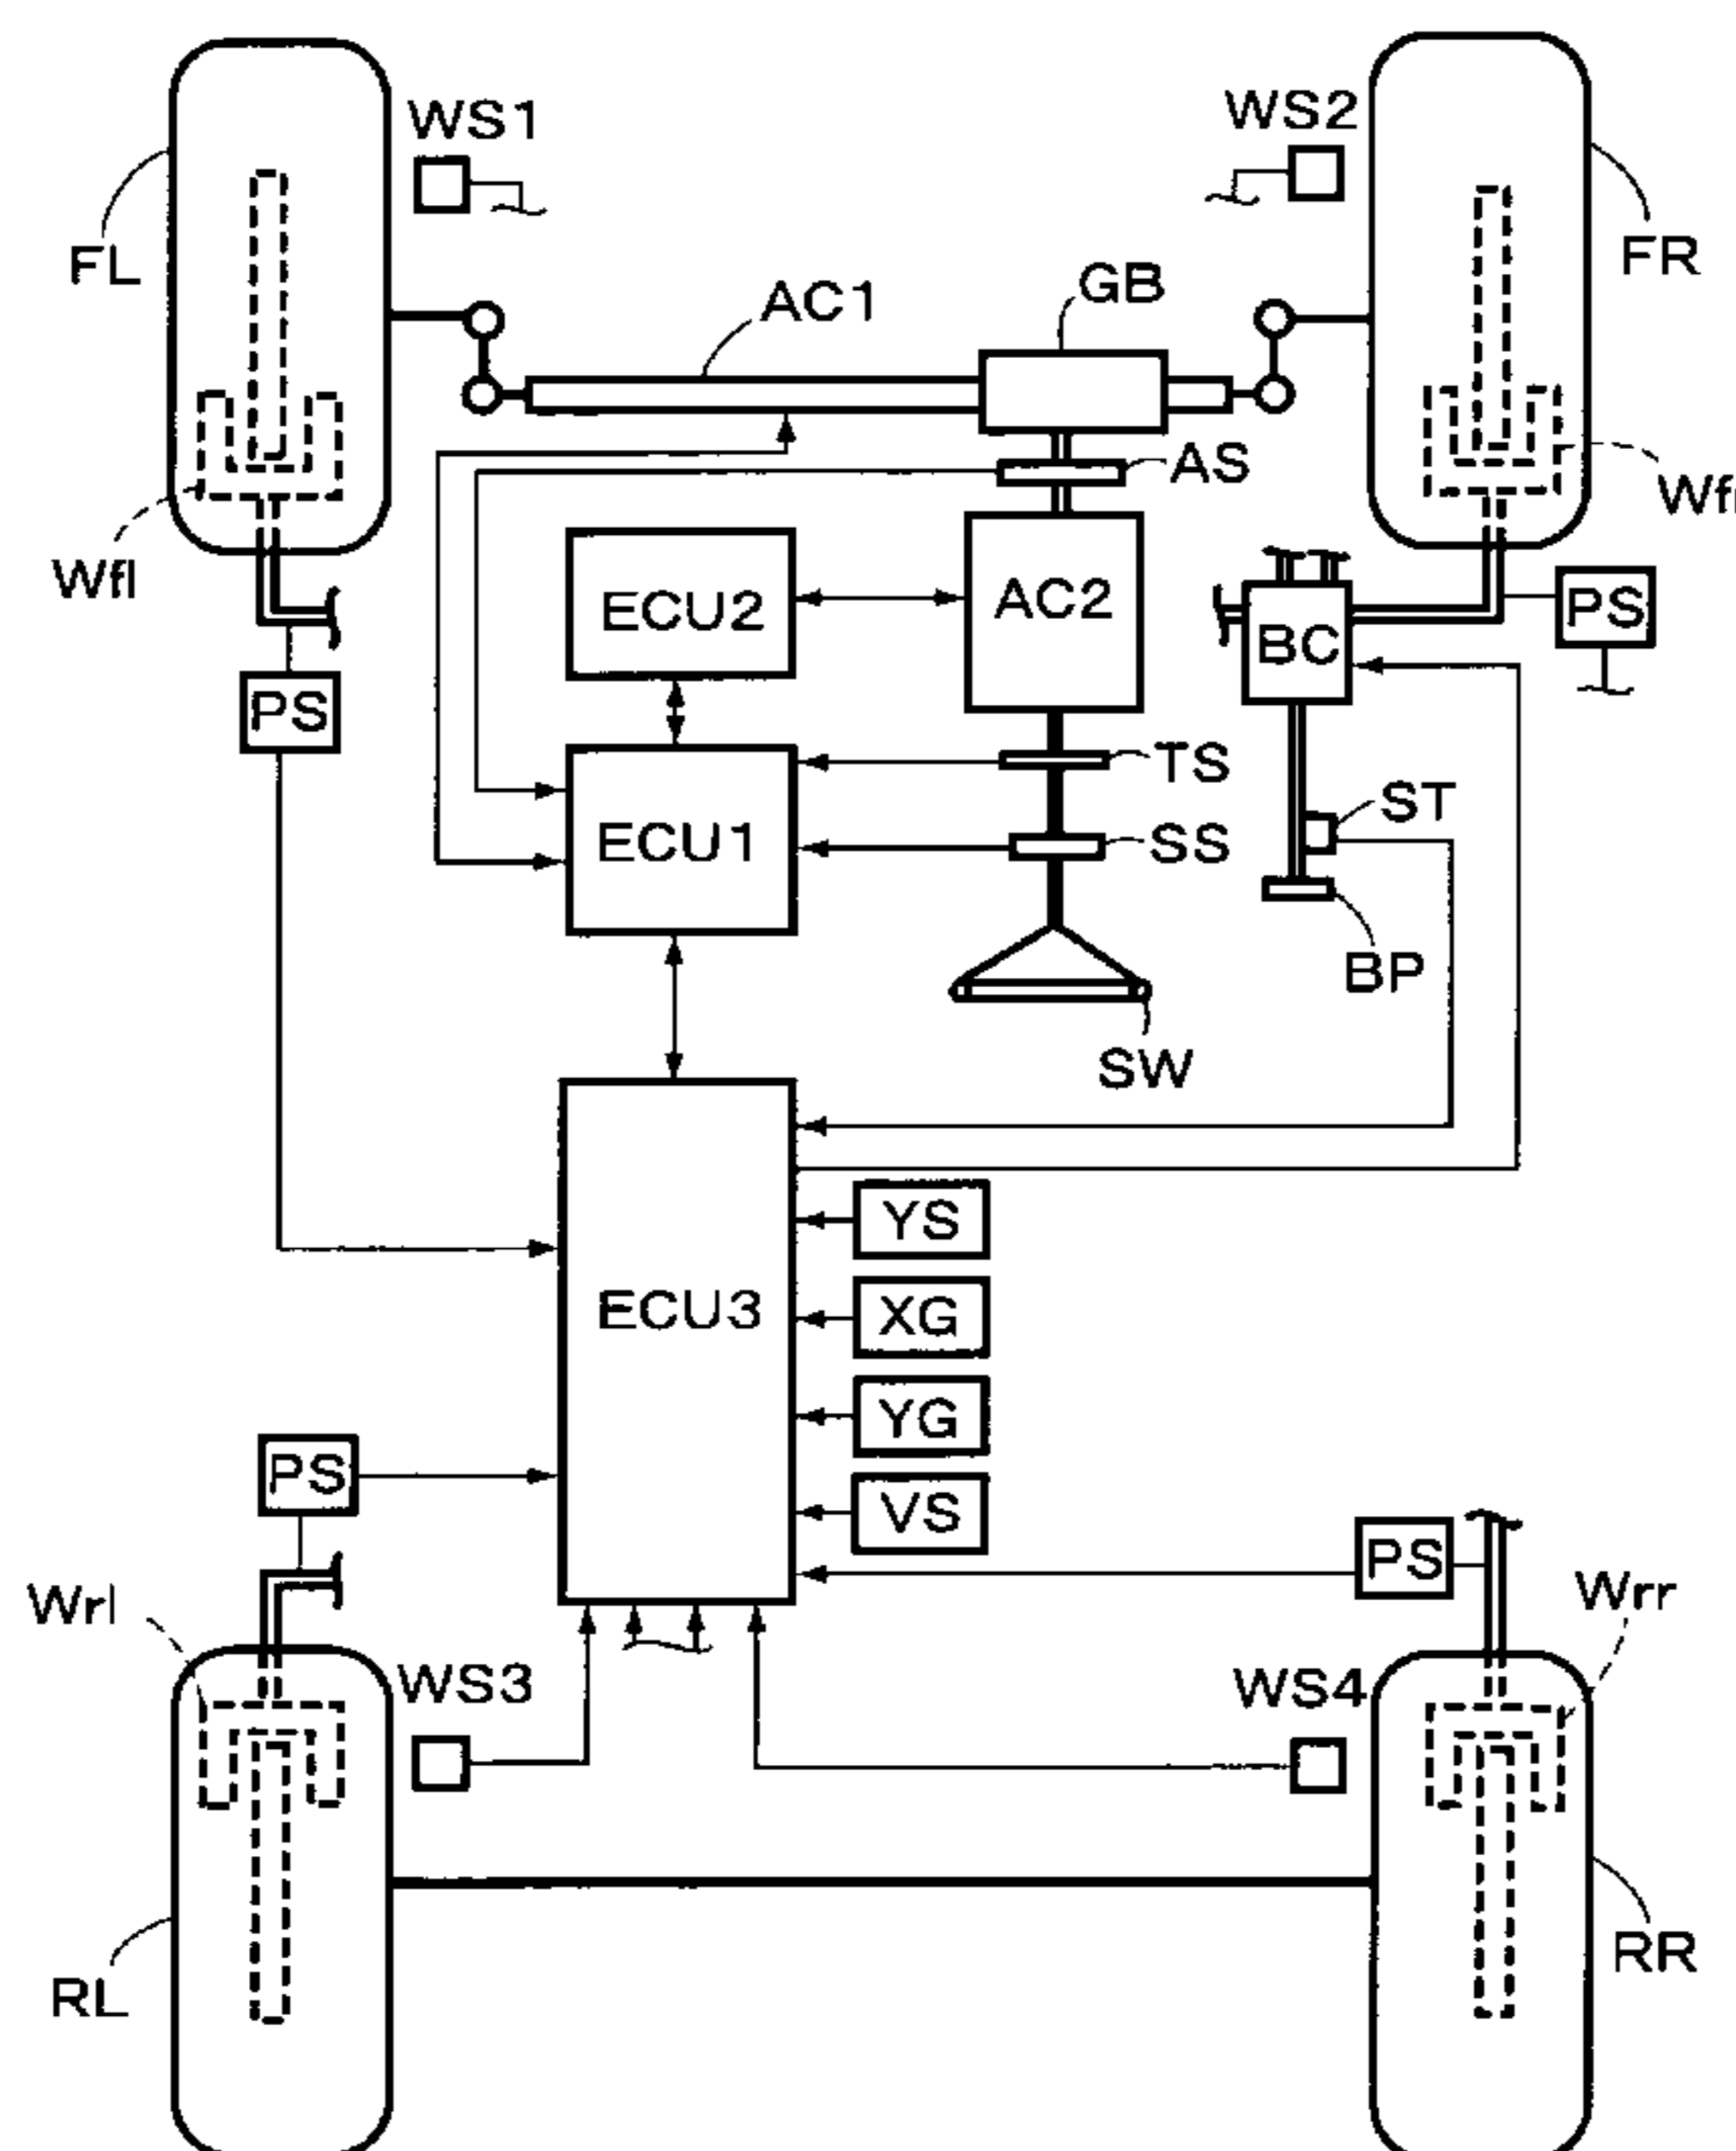 WS1
WS2
FL
FR
AC1
GB
AS
Wfl
ECU2
AC2
BC
PS
PS
TS
ST
ECU1
SS
BP
SW
YS
ECU3
XG
YG
PS
VS
PS
Wrl
Wrr
WS3
WS4
RL
RR